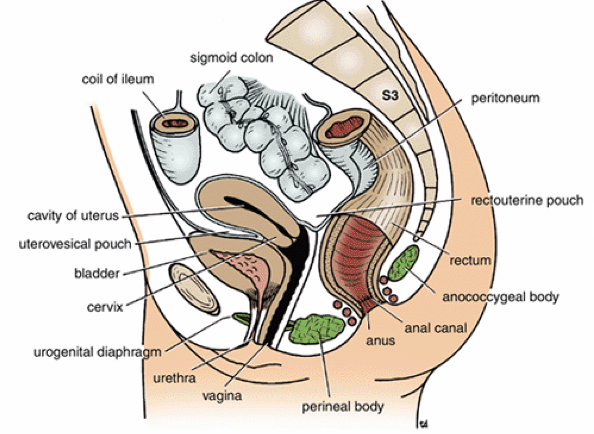 sigmoid colon
coil of ileum
S3
peritoneum
rectouterine pouch
cavity of uterus
uterovesical pouch
bladder
rectum
cervix
anococcygeal body
anal canal
anus
urogenital diaphragm
urethra
vagina
perineal body